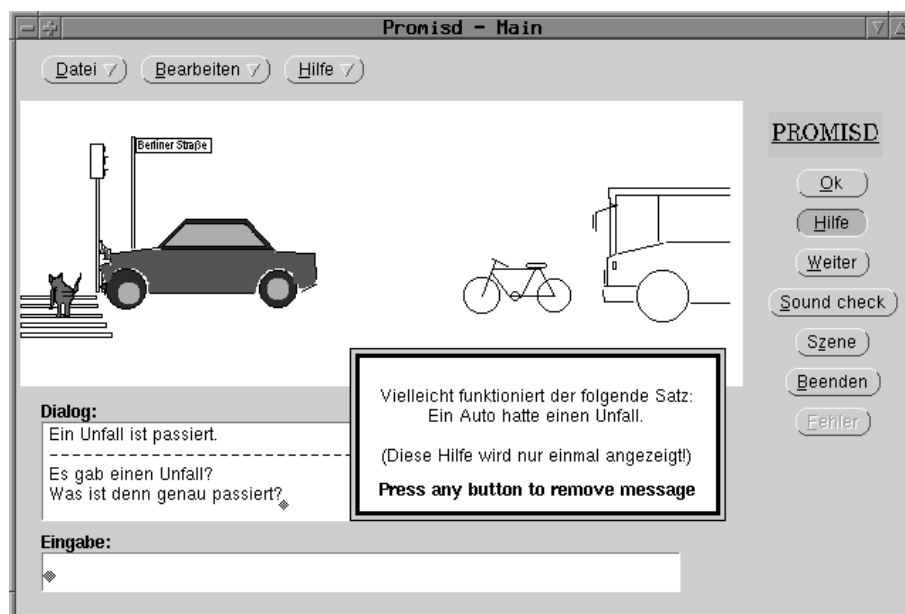 Promisd - Main
Datei Bearbeiten Hilfe
Berliner Straße
PROMISD
Ok
Hilfe
Weiter
Sound check
Szene
Beenden
Fehler
Dialog:
Ein Unfall ist passiert.
Es gab einen Unfall?
Was ist denn genau passiert?
Vielleicht funktioniert der folgende Satz:
Ein Auto hatte einen Unfall.
(Diese Hilfe wird nur einmal angezeigt!)
Press any button to remove message
Eingabe: